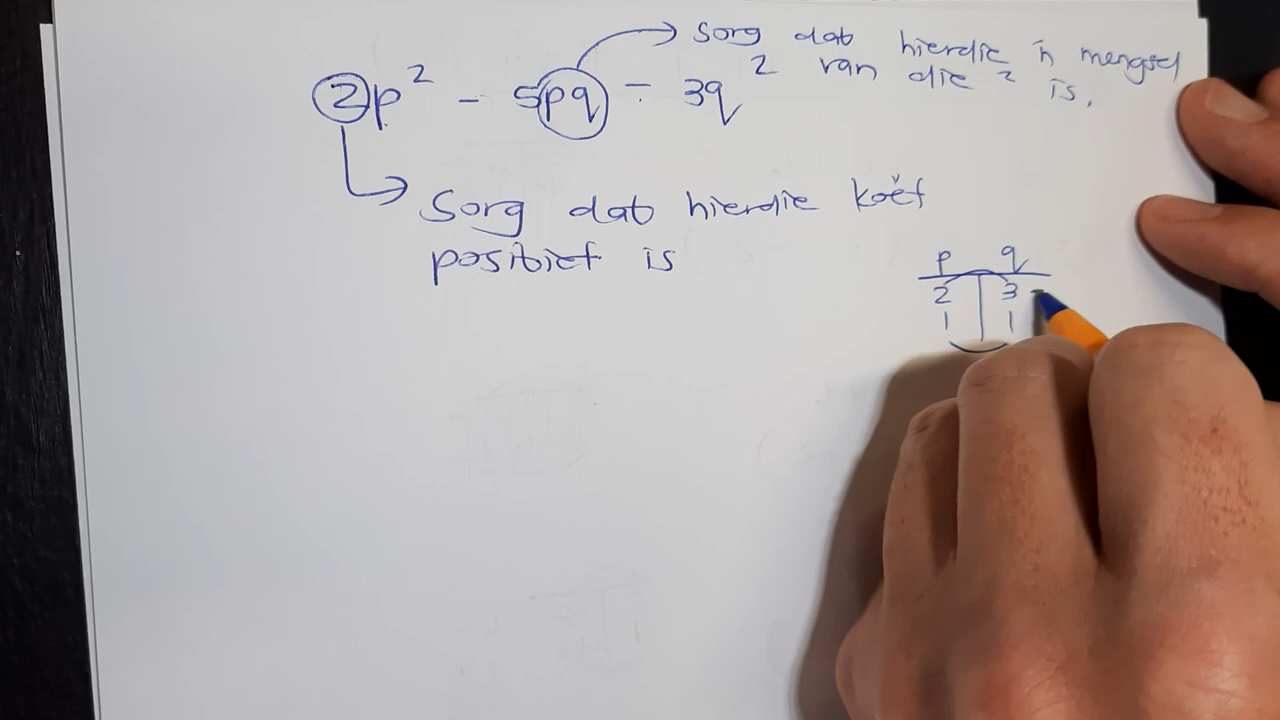 2p² - 5pq - 3q²
sorg dat hierdie 'n mengsel
van die 2 is.
Sorg dat hierdie koëf
positief is
p q
2 3
1 1